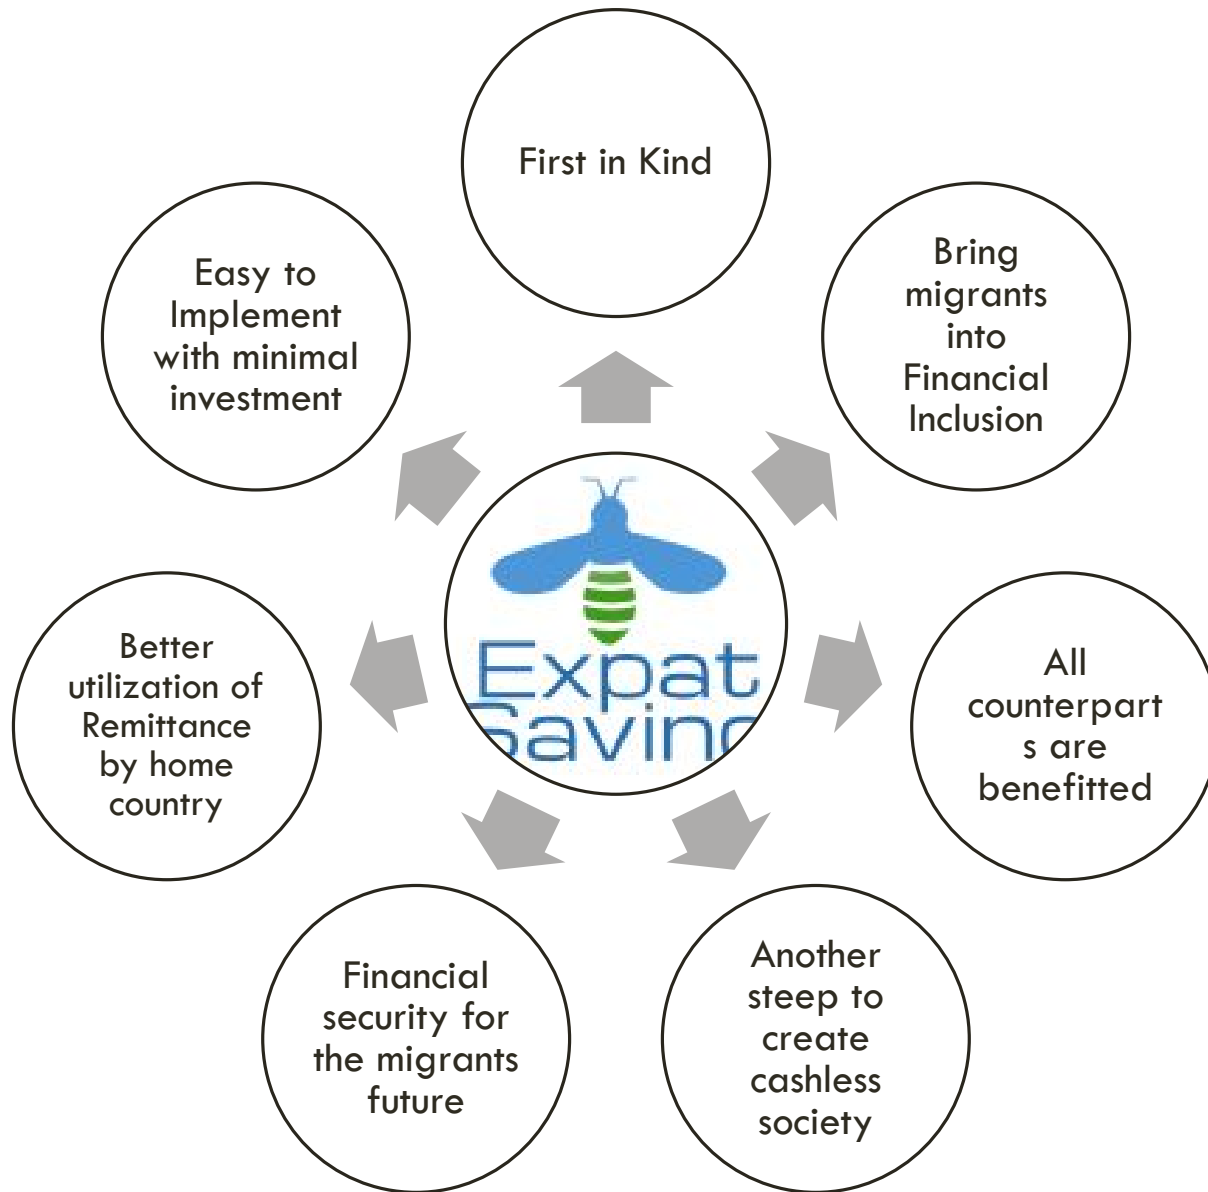 First in Kind
Bring
migrants
into
Financial
Inclusion
All
counterpart
s are
benefitted
Another
steep to
create
cashless
society
Financial
security for
the migrants
future
Better
utilization of
Remittance
by home
country
Easy to
Implement
with minimal
investment
Expat
Saving